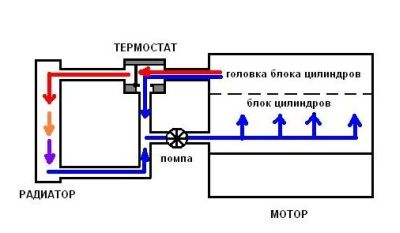 ТЕРМОСТАТ
головка блока цилиндров
блок цилиндров
помпа
РАДИАТОР
МОТОР